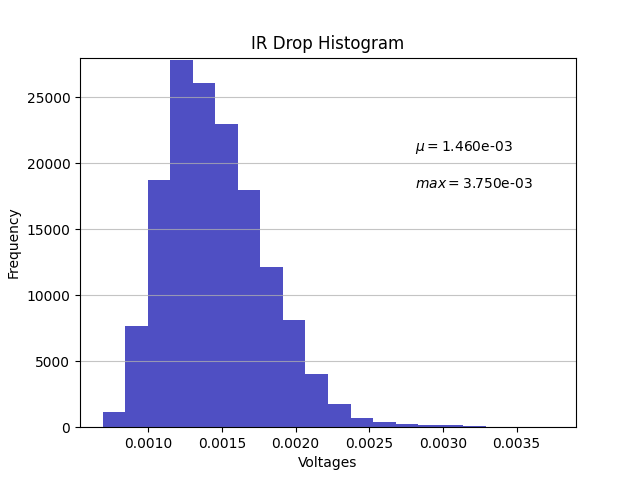 IR Drop Histogram
25000
20000
15000
10000
5000
0
Frequency
μ = 1.460e-03
max = 3.750e-03
0.0010 0.0015 0.0020 0.0025 0.0030 0.0035
Voltages